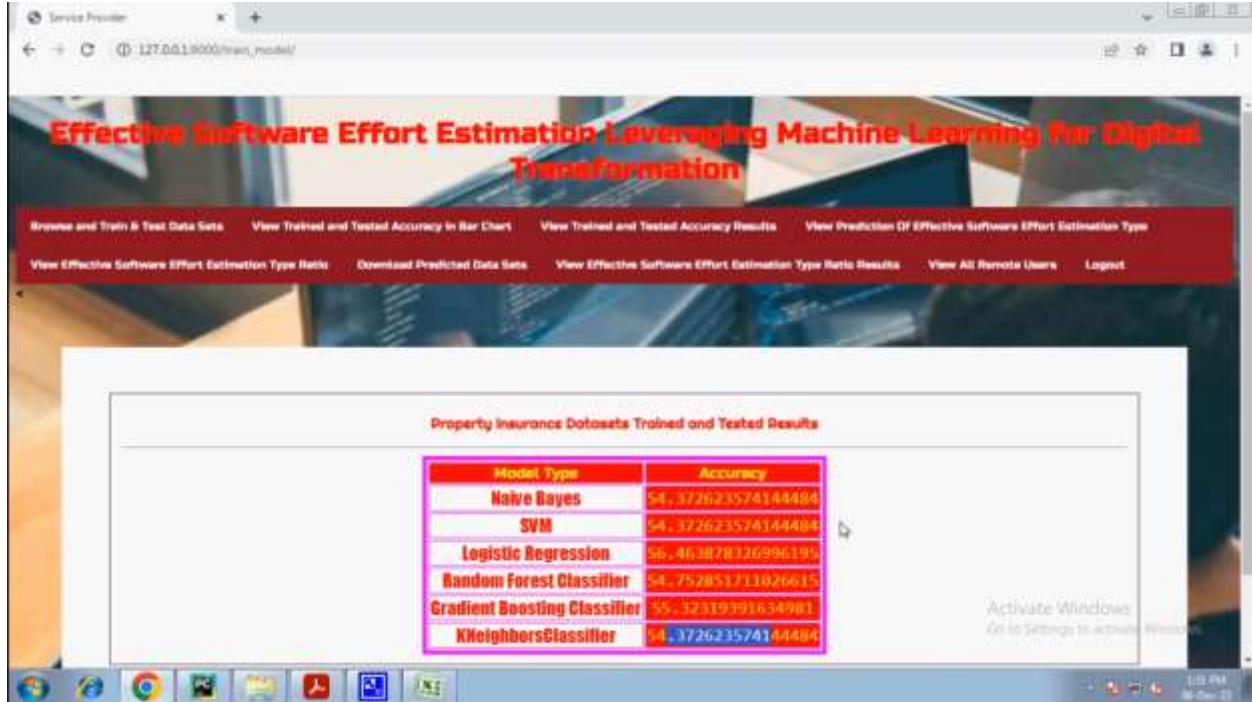 Service Provider
127.0.0.1:8000/train_model/
Effective Software Effort Estimation Leveraging Machine Learning for Digital
Transformation
Browse and Train & Test Data Sets View Trained and Tested Accuracy in Bar Chart View Trained and Tested Accuracy Results View Prediction Of Effective Software Effort Estimation Type
View Effective Software Effort Estimation Type Ratio Download Predicted Data Sets View Effective Software Effort Estimation Type Ratio Results View All Remote Users Logout
Property Insurance Datasets Trained and Tested Results
Model Type Accuracy
Naive Bayes 54.372623574144484
SVM 54.372623574144484
Logistic Regression 56.463878326996195
Random Forest Classifier 54.752851711026615
Gradient Boosting Classifier 55.32319391634981
KNeighborsClassifier 54.372623574144484
Activate Windows
Go to Settings to activate Windows.
PM